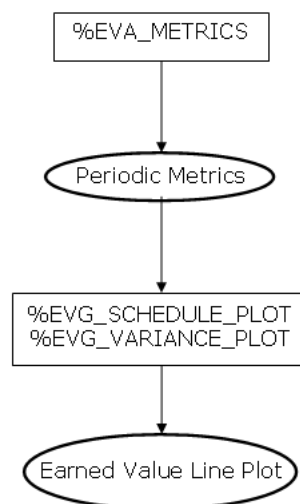 %EVA_METRICS
Periodic Metrics
%EVG_SCHEDULE_PLOT
%EVG_VARIANCE_PLOT
Earned Value Line Plot